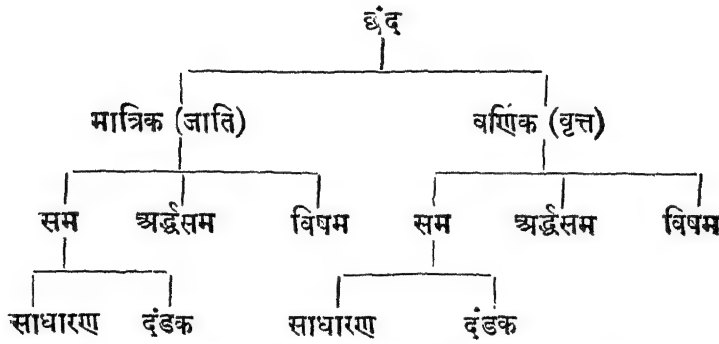 छंद
मात्रिक (जाति) वर्णिक (वृत्त)
सम अर्द्धसम विषम सम अर्द्धसम विषम
साधारण दंडक साधारण दंडक